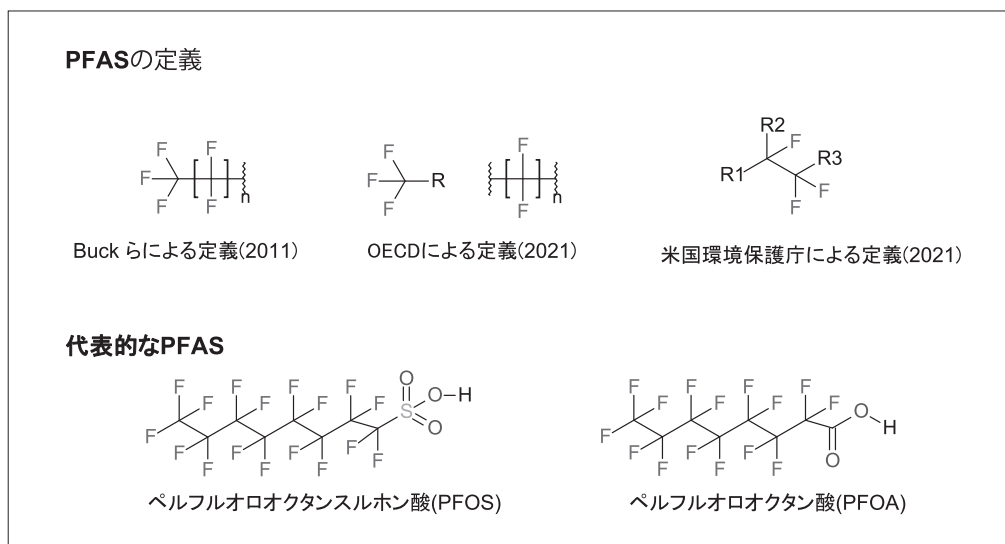 PFASの定義
F F F F F n
F F F R F F n
R1 R2 F R3 F F
Buck らによる定義(2011)
OECDによる定義(2021)
米国環境保護庁による定義(2021)
代表的なPFAS
F F F F F F F F F F F F F F F F F S O O O H
ペルフルオロオクタンスルホン酸(PFOS)
F F F F F F F F F F F F F F F O O H
ペルフルオロオクタン酸(PFOA)